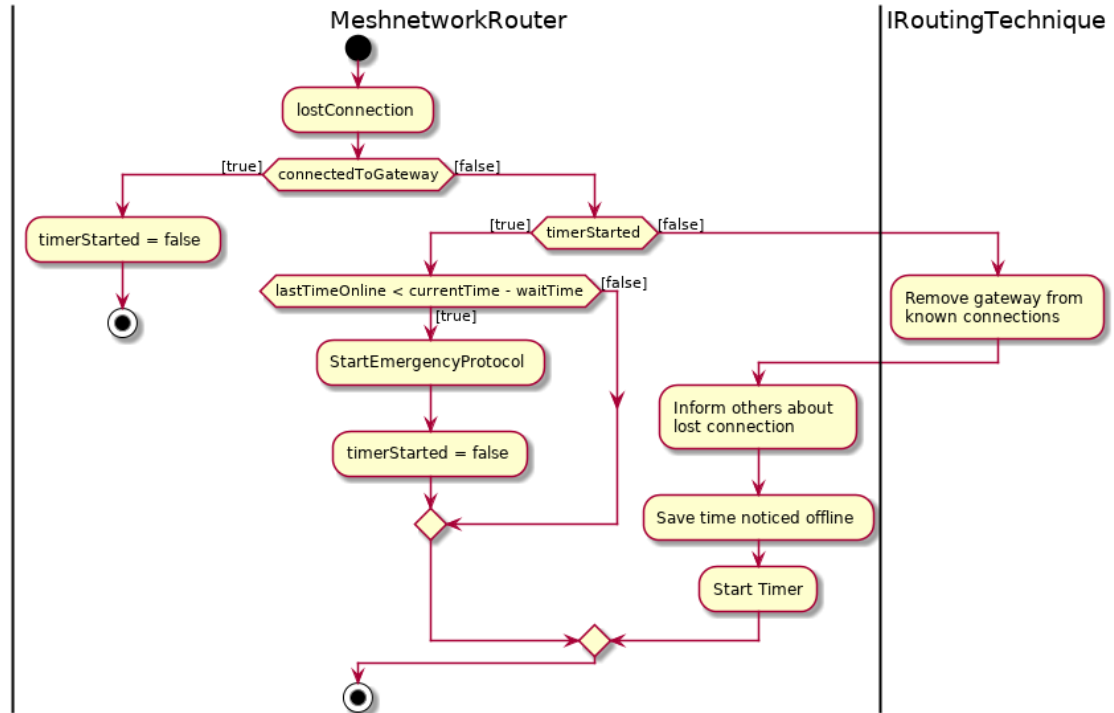 MeshnetworkRouter
IRoutingTechnique
lostConnection
[true]
connectedToGateway
[false]
timerStarted = false
[true]
timerStarted
[false]
lastTimeOnline < currentTime - waitTime
[false]
[true]
Remove gateway from
known connections
StartEmergencyProtocol
Inform others about
lost connection
timerStarted = false
Save time noticed offline
Start Timer